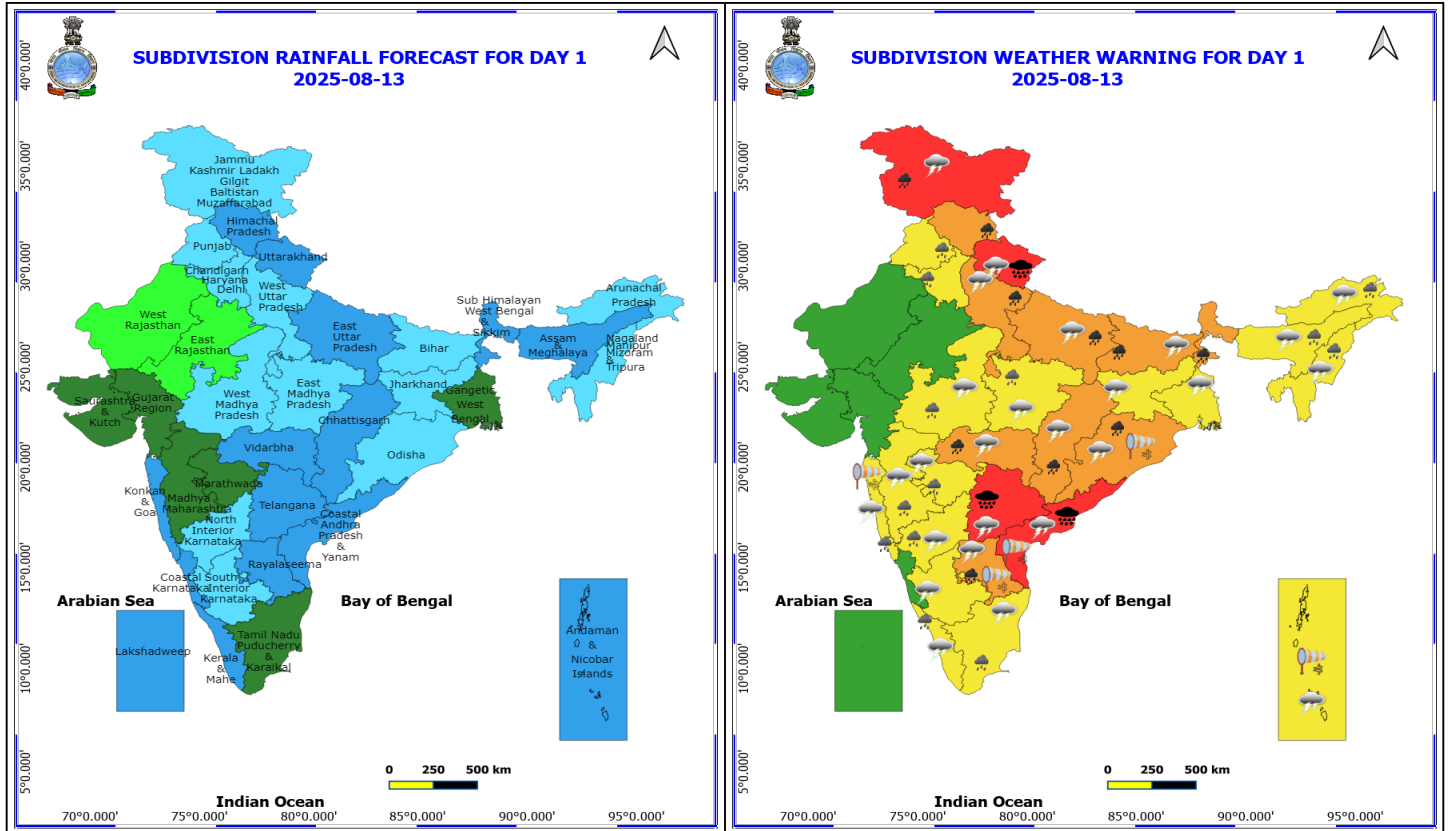 SUBDIVISION RAINFALL FORECAST FOR DAY 1
2025-08-13
40°0.000'
35°0.000'
30°0.000'
25°0.000'
20°0.000'
15°0.000'
10°0.000'
5°0.000'
Jammu
Kashmir Ladakh
Gilgit
Baltistan
Muzaffarabad
Himachal
Pradesh
Punjab
Uttarakhand
Chandigarh
Haryana
Delhi
West
Uttar
Pradesh
West
Rajasthan
East
Rajasthan
East
Uttar
Pradesh
Sub Himalayan
West Bengal
&
Sikkim
Arunachal
Pradesh
Assam
&
Meghalaya
Nagaland
Manipur
Mizoram
&
Tripura
Bihar
Jharkhand
Gangetic
West
Bengal
Saurashtra
&
Kutch
Gujarat
Region
West
Madhya
Pradesh
East
Madhya
Pradesh
Chhattisgarh
Vidarbha
Odisha
Konkan
&
Goa
Marathwada
Madhya
Maharashtra
Telangana
North
Interior
Karnataka
Coastal
Andhra
Pradesh
&
Yanam
Rayalaseema
Coastal
Karnataka
South
Interior
Karnataka
Arabian Sea
Bay of Bengal
Lakshadweep
Tamil Nadu
Puducherry
&
Karaikal
Kerala
&
Mahe
Andaman
&
Nicobar
Islands
0 250 500 km
Indian Ocean
70°0.000' 75°0.000' 80°0.000' 85°0.000' 90°0.000' 95°0.000'
SUBDIVISION WEATHER WARNING FOR DAY 1
2025-08-13
40°0.000'
35°0.000'
30°0.000'
25°0.000'
20°0.000'
15°0.000'
10°0.000'
5°0.000'
Arabian Sea
Bay of Bengal
0 250 500 km
Indian Ocean
70°0.000' 75°0.000' 80°0.000' 85°0.000' 90°0.000' 95°0.000'